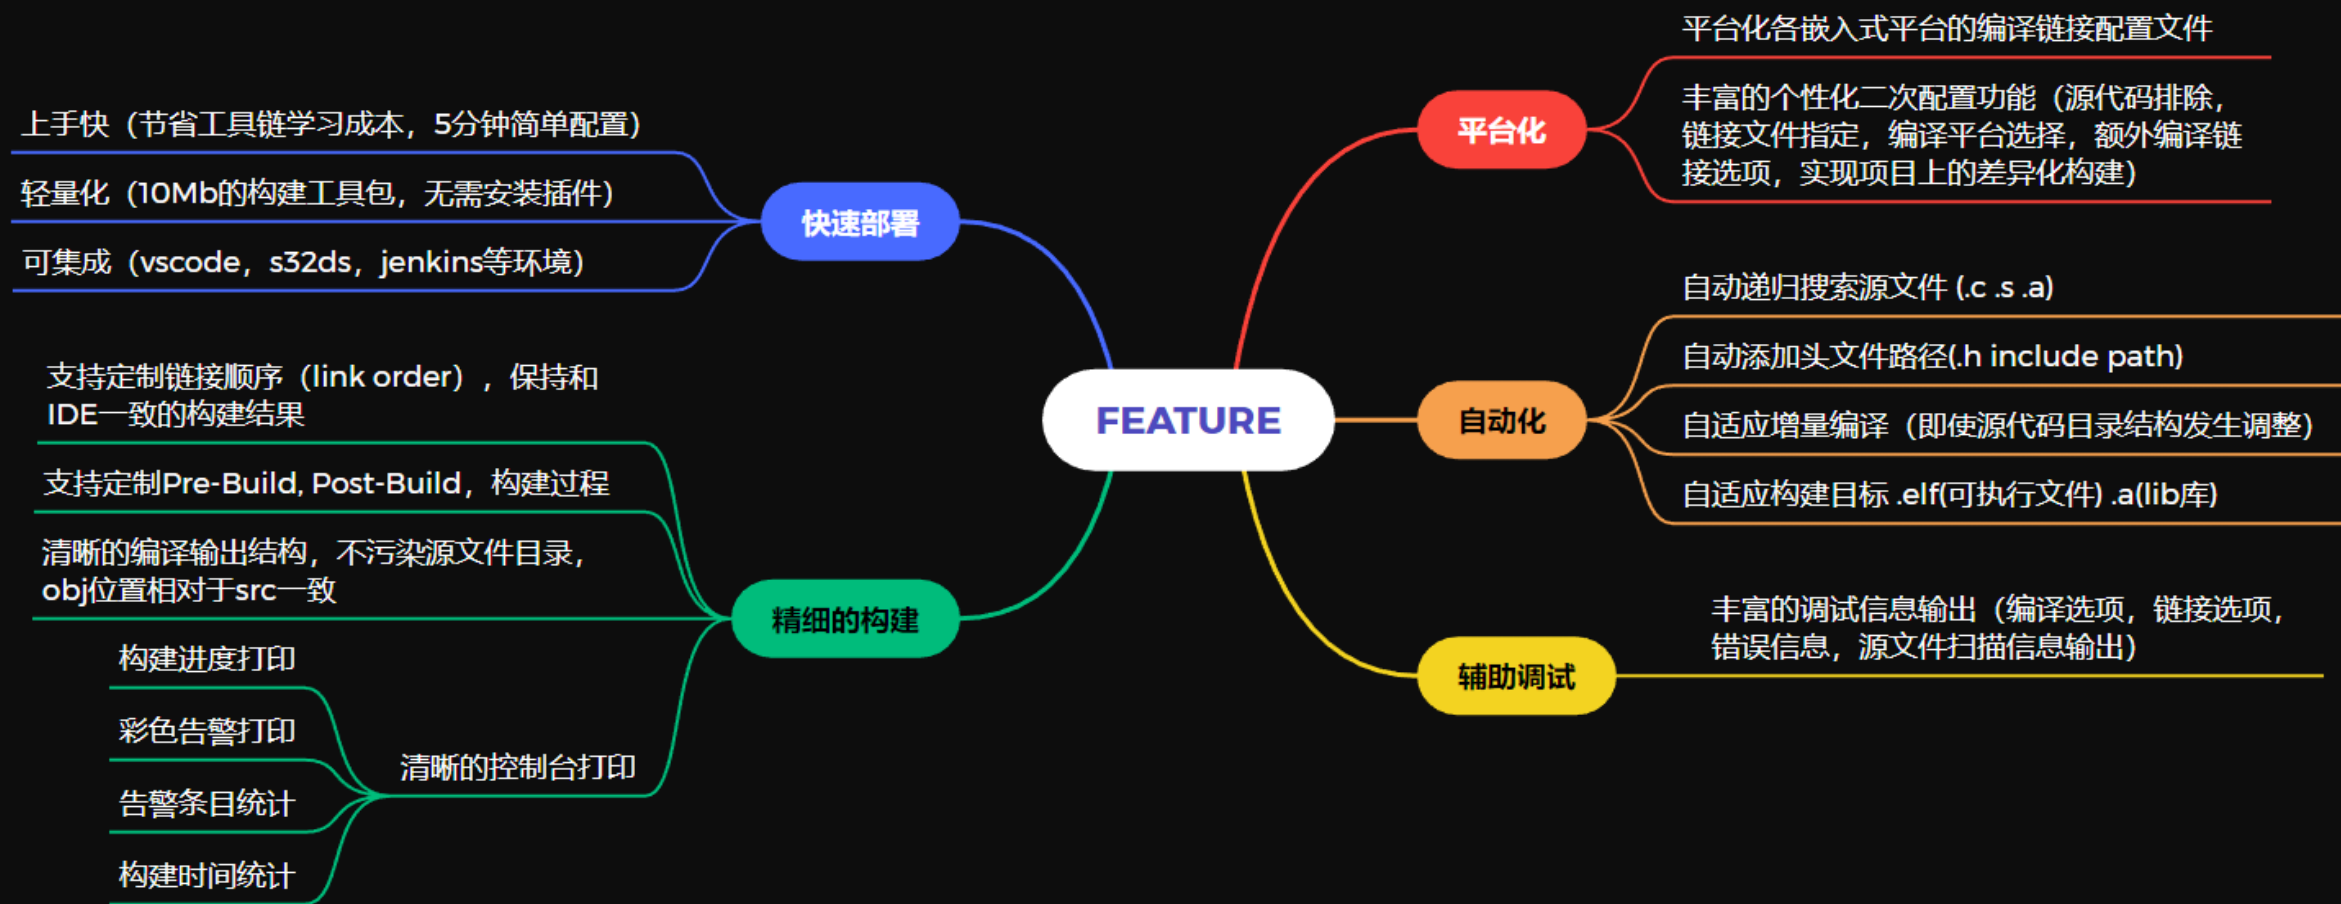 FEATURE
平台化
平台化各嵌入式平台的编译链接配置文件
丰富的个性化二次配置功能（源代码排除，
链接文件指定，编译平台选择，额外编译链
接选项，实现项目上的差异化构建）
自动化
自动递归搜索源文件 (.c .s .a)
自动添加头文件路径(.h include path)
自适应增量编译（即使源代码目录结构发生调整）
自适应构建目标 .elf(可执行文件) .a(lib库)
辅助调试
丰富的调试信息输出（编译选项，链接选项，
错误信息，源文件扫描信息输出）
快速部署
上手快（节省工具链学习成本，5分钟简单配置）
轻量化（10Mb的构建工具包，无需安装插件）
可集成（vscode，s32ds，jenkins等环境）
精细的构建
支持定制链接顺序（link order），保持和
IDE一致的构建结果
支持定制Pre-Build, Post-Build，构建过程
清晰的编译输出结构，不污染源文件目录，
obj位置相对于src一致
清晰的控制台打印
构建进度打印
彩色告警打印
告警条目统计
构建时间统计